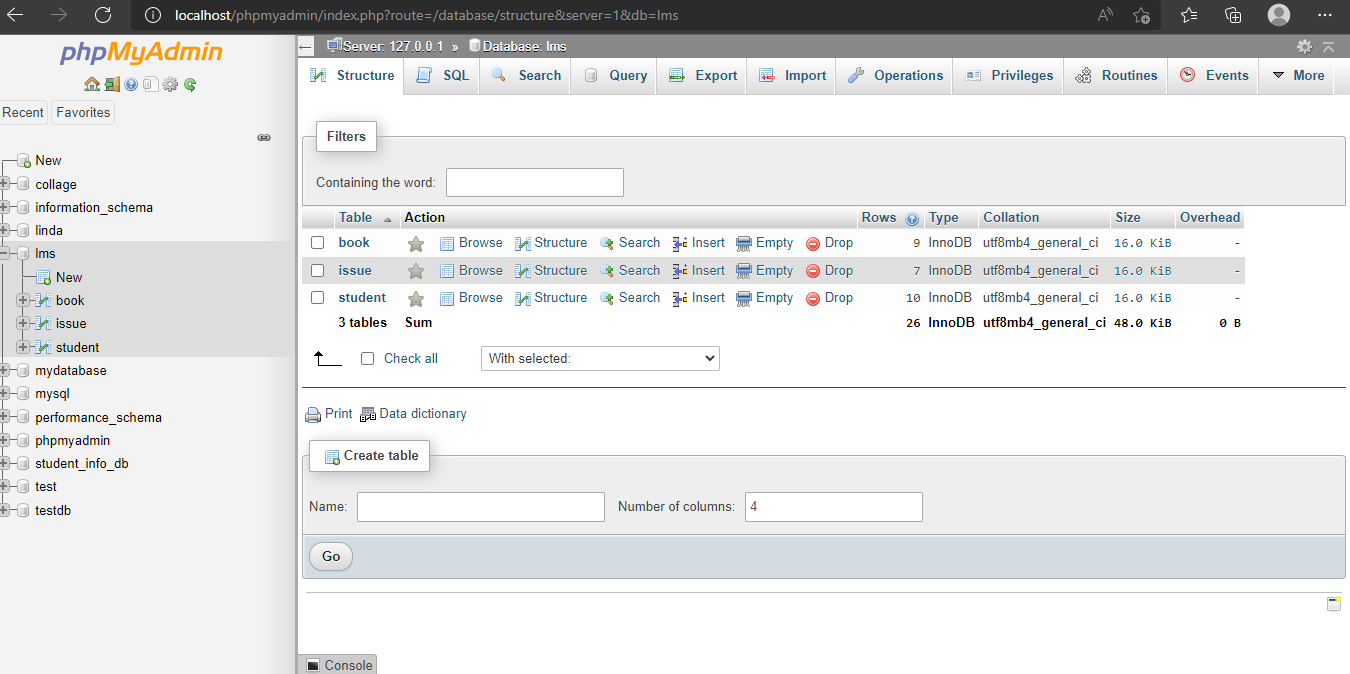 localhost/phpmyadmin/index.php?route=/database/structure&server=1&db=lms
phpMyAdmin
Recent Favorites
New
collage
information_schema
linda
lms
New
book
issue
student
mydatabase
mysql
performance_schema
phpmyadmin
student_info_db
test
testdb
Server: 127.0.0.1 » Database: lms
Structure SQL Search Query Export Import Operations Privileges Routines Events More
Filters
Containing the word:
Table Action Rows Type Collation Size Overhead
book Browse Structure Search Insert Empty Drop 9 InnoDB utf8mb4_general_ci 16.0 KiB -
issue Browse Structure Search Insert Empty Drop 7 InnoDB utf8mb4_general_ci 16.0 KiB -
student Browse Structure Search Insert Empty Drop 10 InnoDB utf8mb4_general_ci 16.0 KiB -
3 tables Sum 26 InnoDB utf8mb4_general_ci 48.0 KiB 0 B
Check all With selected:
Print Data dictionary
Create table
Name: Number of columns: 4
Go
Console